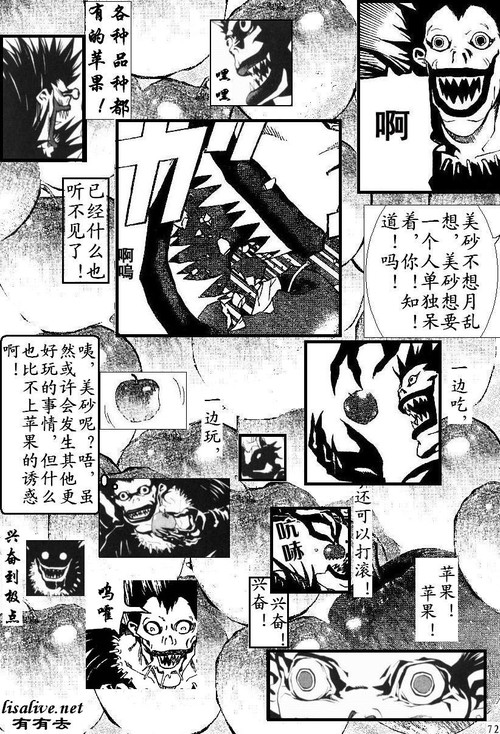 啊
嘿嘿
各种品种都
有的苹果!
美砂不想月乱
想,美砂想要
一个人单独呆
着,你!知!
道!吗!
ガ
啊嗚
已经什么也
听不见了!
一边吃,
一边玩,
咦,美砂呢?唔,虽
然或许会发生其他更
好玩的事情,但什么
也比不上苹果的诱惑
啊!
还可以打滚!
吭哧
兴奋!
兴奋!
苹果!
苹果!
呜嚯
兴奋到极点
lisalive.net
有有去
72